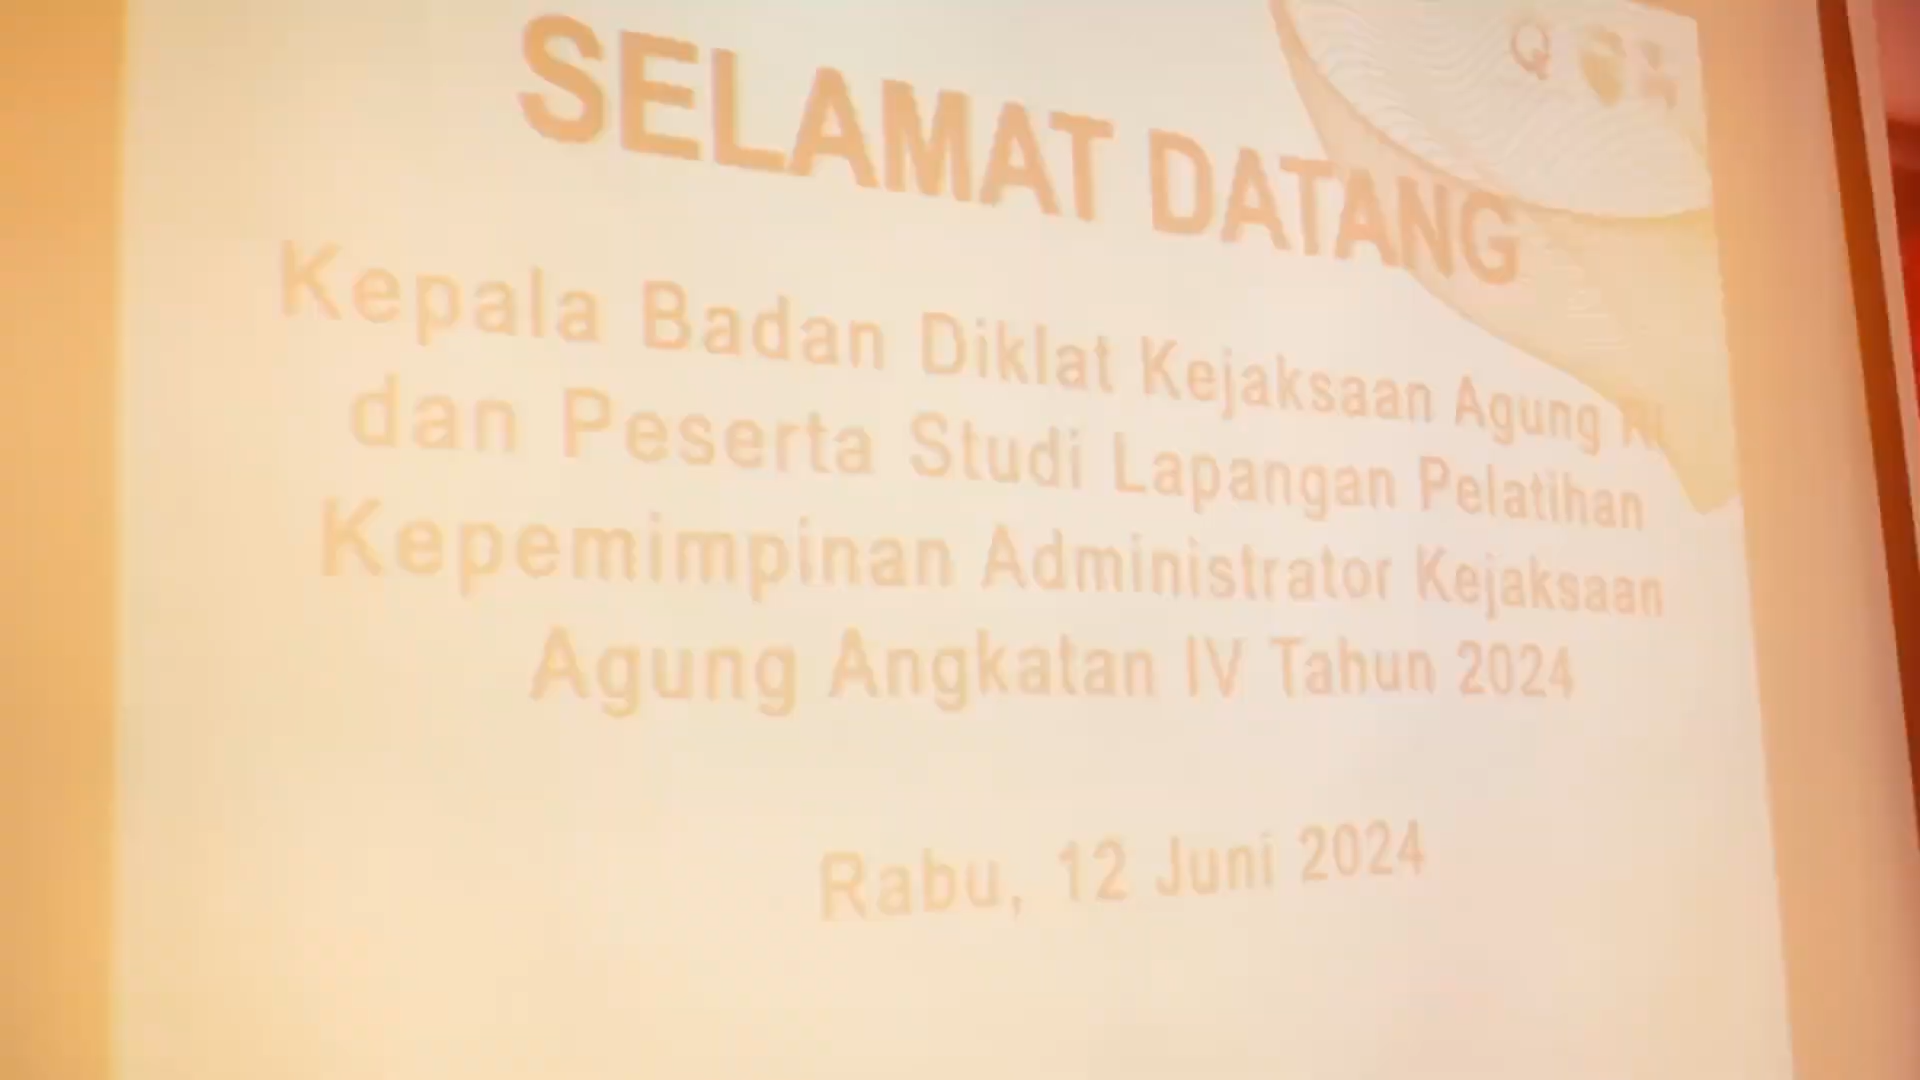 SELAMAT DATANG
Kepala Badan Diklat Kejaksaan Agung RI
dan Peserta Studi Lapangan Pelatihan
Kepemimpinan Administrator Kejaksaan
Agung Angkatan IV Tahun 2024
Rabu, 12 Juni 2024